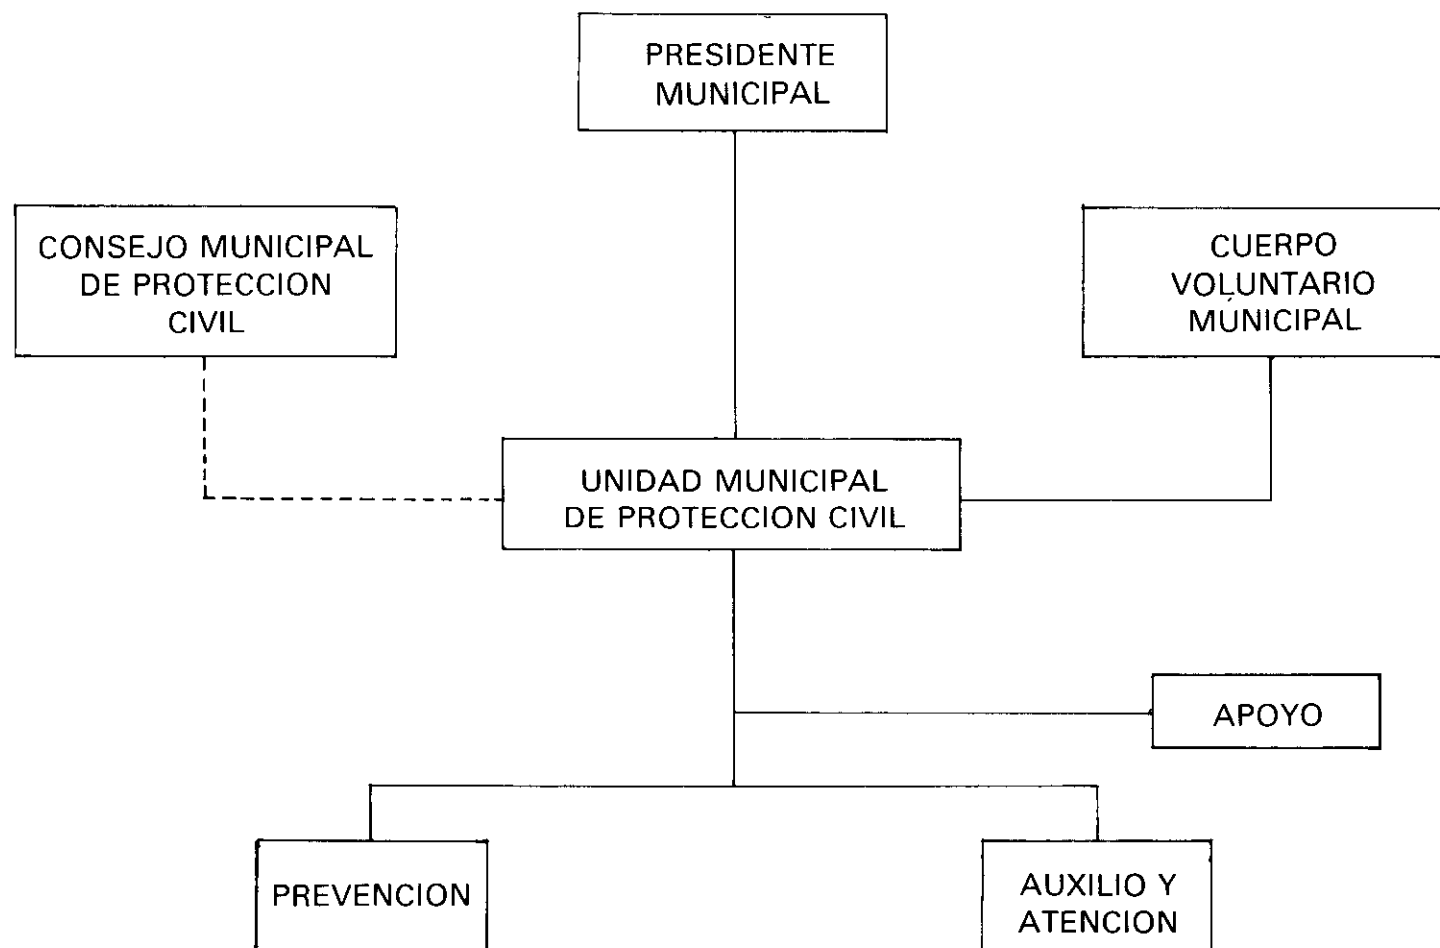 PRESIDENTE
MUNICIPAL
CONSEJO MUNICIPAL
DE PROTECCION
CIVIL
CUERPO
VOLUNTARIO
MUNICIPAL
UNIDAD MUNICIPAL
DE PROTECCION CIVIL
APOYO
PREVENCION
AUXILIO Y
ATENCION